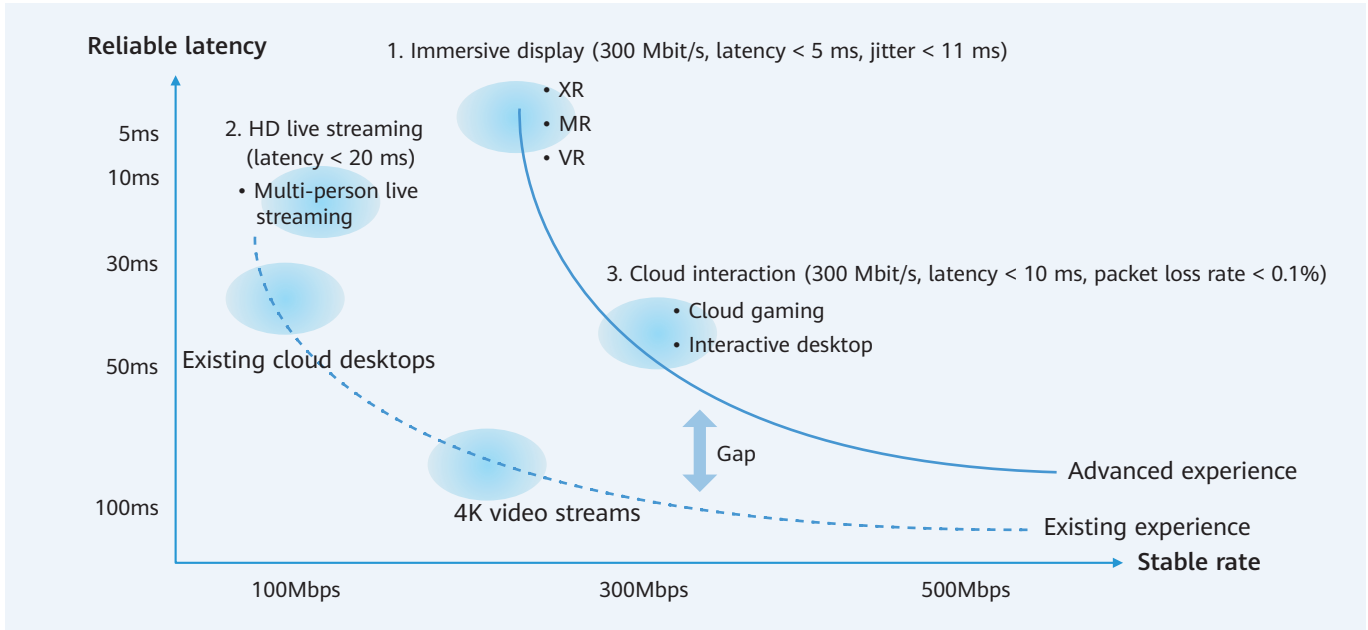 Reliable latency
1. Immersive display (300 Mbit/s, latency < 5 ms, jitter < 11 ms)
• XR
• MR
• VR
5ms
2. HD live streaming
(latency < 20 ms)
10ms
• Multi-person live
streaming
30ms
3. Cloud interaction (300 Mbit/s, latency < 10 ms, packet loss rate < 0.1%)
• Cloud gaming
• Interactive desktop
50ms
Existing cloud desktops
Gap
Advanced experience
100ms
4K video streams
Existing experience
Stable rate
100Mbps
300Mbps
500Mbps